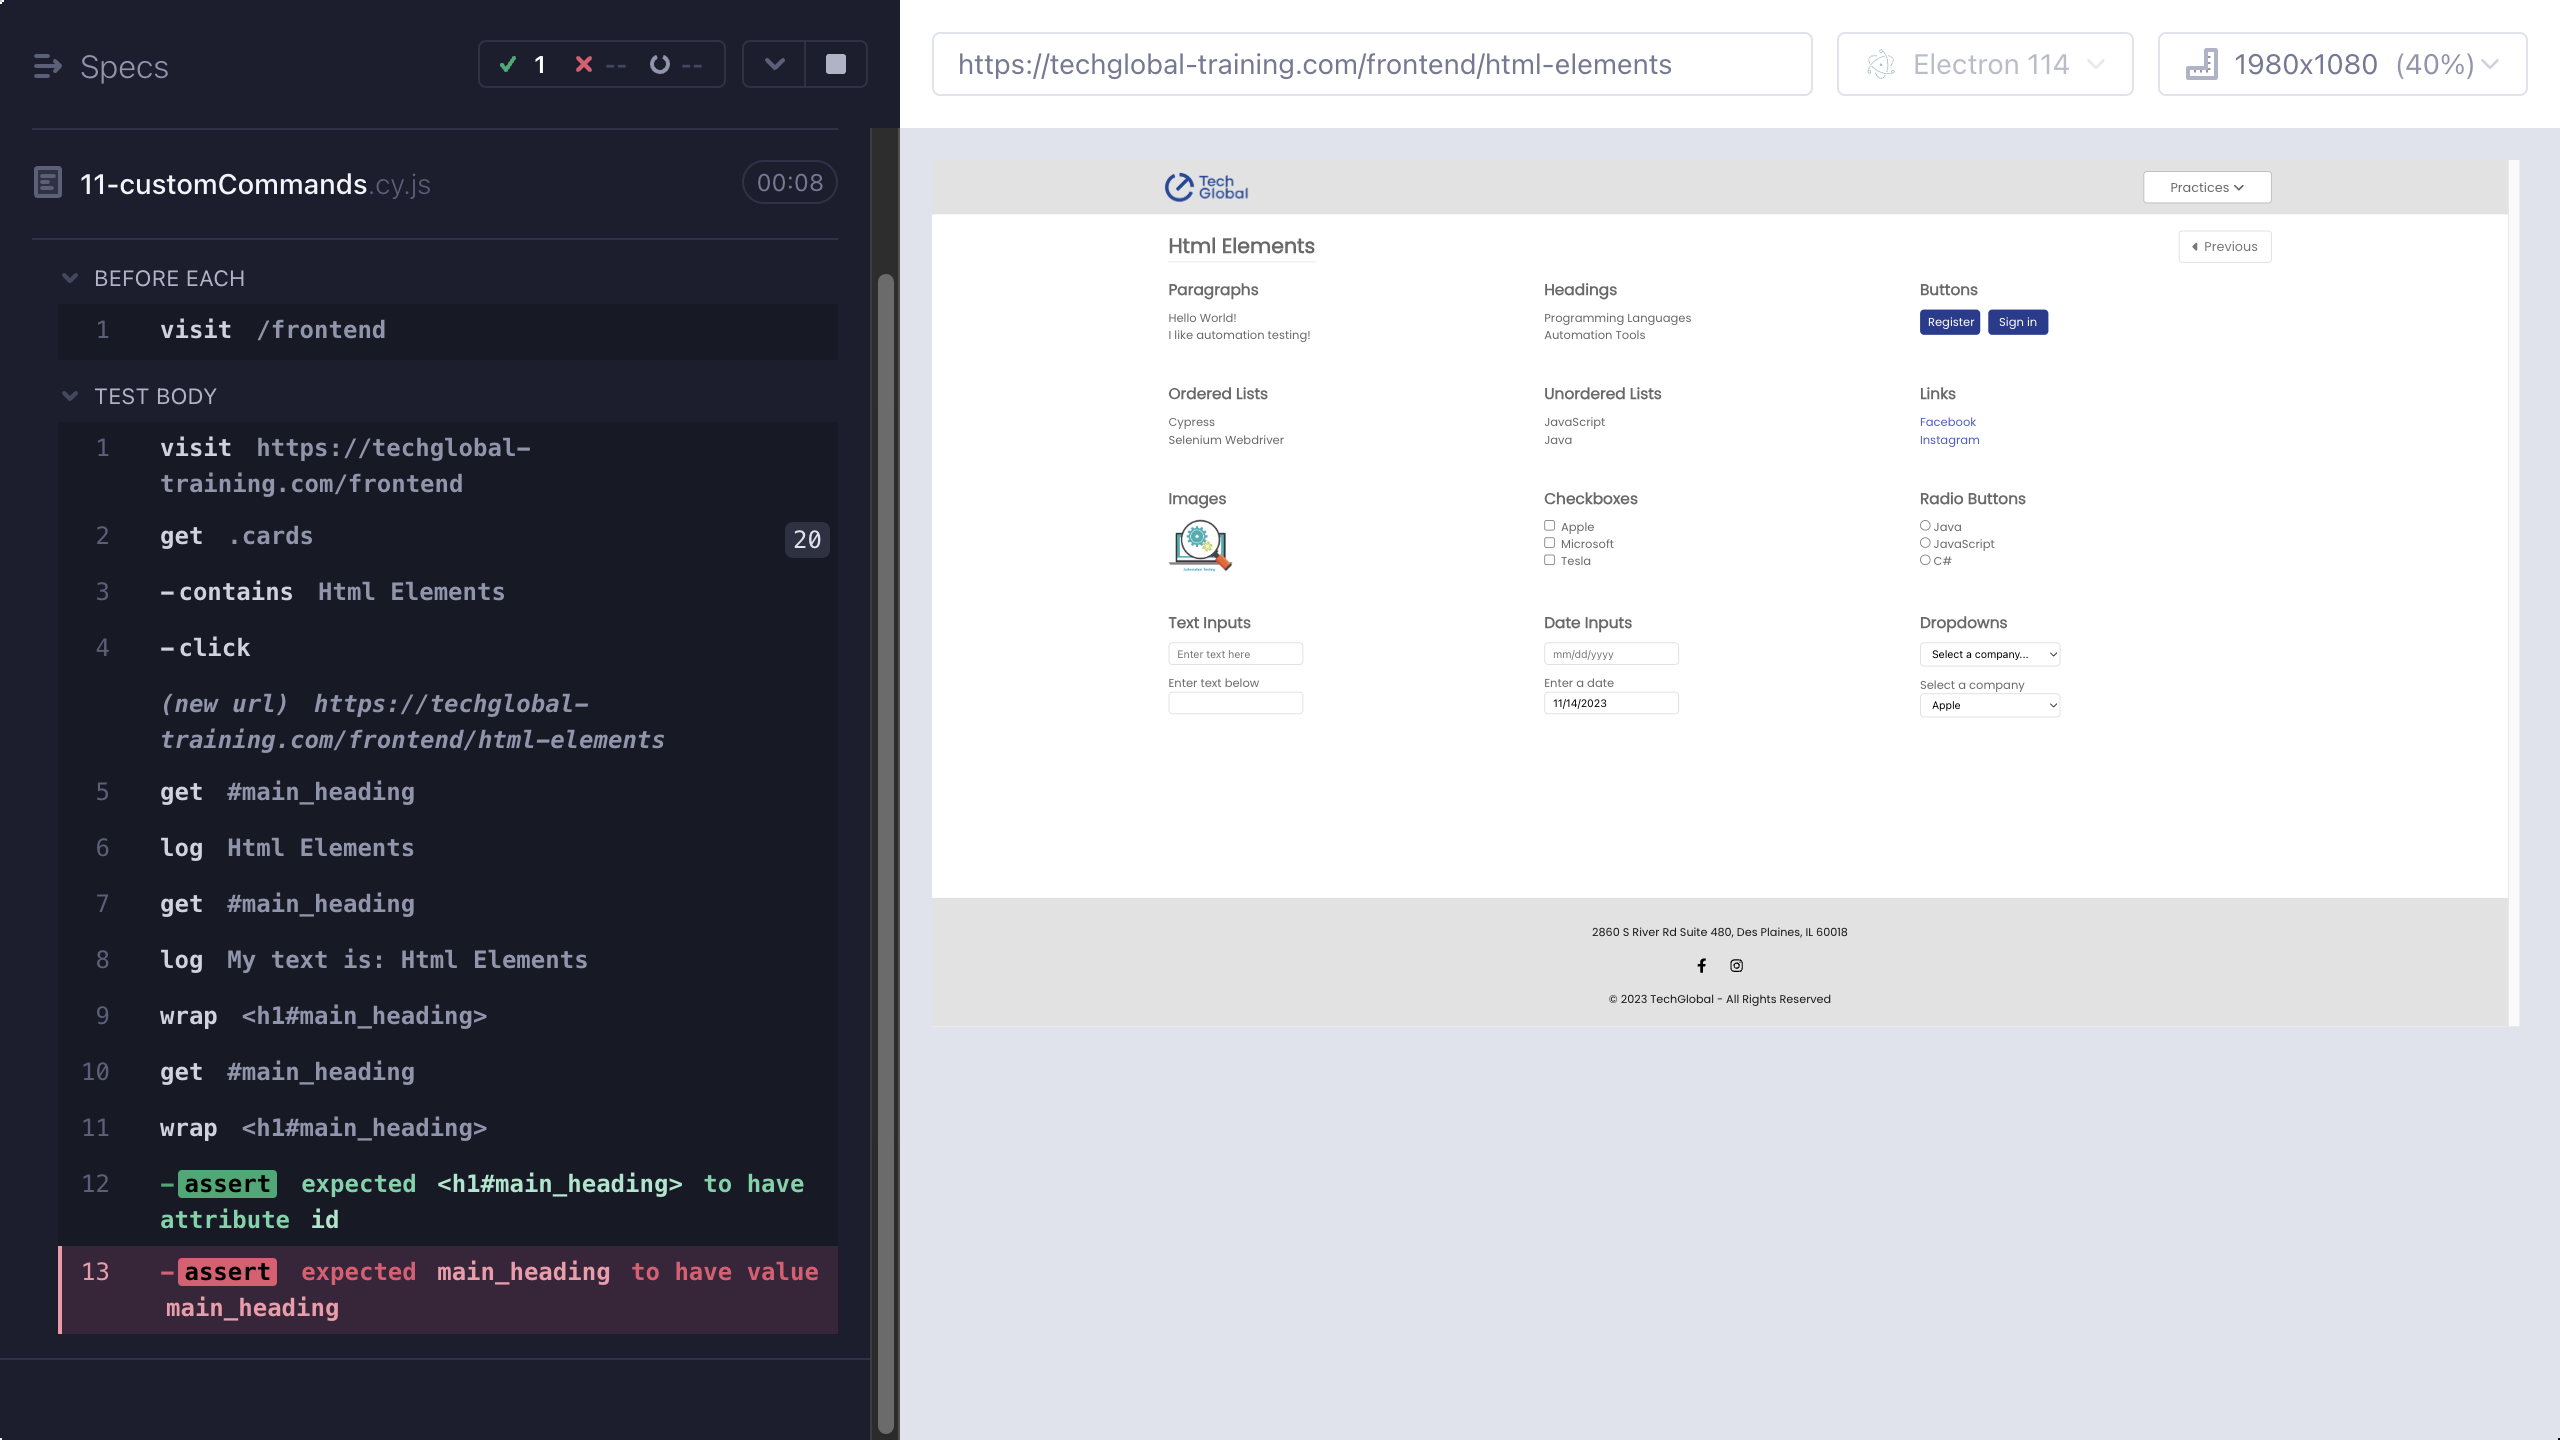 Specs
1 -- --
11-customCommands.cy.js 00:08
BEFORE EACH
1 visit /frontend
TEST BODY
1 visit https://techglobal-
training.com/frontend
2 get .cards 20
3 -contains Html Elements
4 -click
(new url) https://techglobal-
training.com/frontend/html-elements
5 get #main_heading
6 log Html Elements
7 get #main_heading
8 log My text is: Html Elements
9 wrap <h1#main_heading>
10 get #main_heading
11 wrap <h1#main_heading>
12 -assert expected <h1#main_heading> to have
attribute id
13 -assert expected main_heading to have value
main_heading
https://techglobal-training.com/frontend/html-elements
Electron 114
1980x1080 (40%)
Tech
Global
Practices
Html Elements
Previous
Paragraphs
Hello World!
I like automation testing!
Headings
Programming Languages
Automation Tools
Buttons
Register Sign in
Ordered Lists
Cypress
Selenium Webdriver
Unordered Lists
JavaScript
Java
Links
Facebook
Instagram
Images
Checkboxes
Apple
Microsoft
Tesla
Radio Buttons
Java
JavaScript
C#
Text Inputs
Enter text here
Enter text below
Date Inputs
mm/dd/yyyy
Enter a date
11/14/2023
Dropdowns
Select a company...
Select a company
Apple
2860 S River Rd Suite 480, Des Plaines, IL 60018
© 2023 TechGlobal - All Rights Reserved